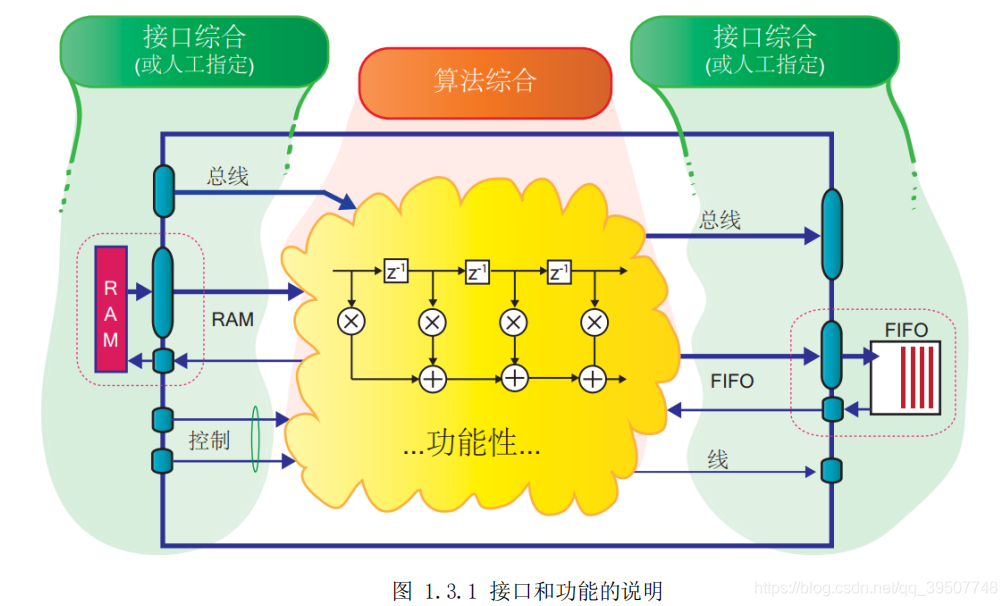 接口综合
(或人工指定)
算法综合
接口综合
(或人工指定)
总线
总线
z-1
z-1
z-1
RAM
RAM
FIFO
FIFO
控制
...功能性...
线
图 1.3.1 接口和功能的说明
https://blog.csdn.net/qq_39507748